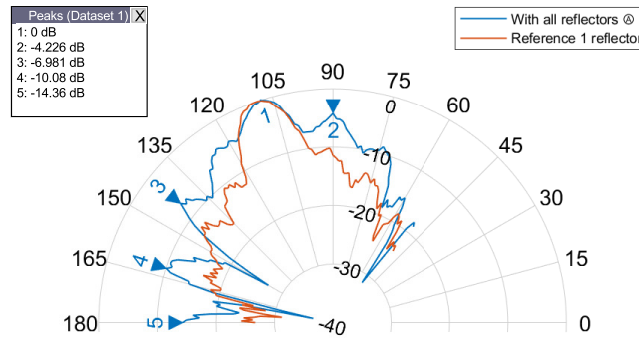 Peaks (Dataset 1) X
1: 0 dB
2: -4.226 dB
3: -6.981 dB
4: -10.08 dB
5: -14.36 dB
With all reflectors Ⓐ
Reference 1 reflector
90
105
75
120
60
135
45
150
30
165
15
180
0
0
-10
-20
-30
-40
1
2
3
4
5